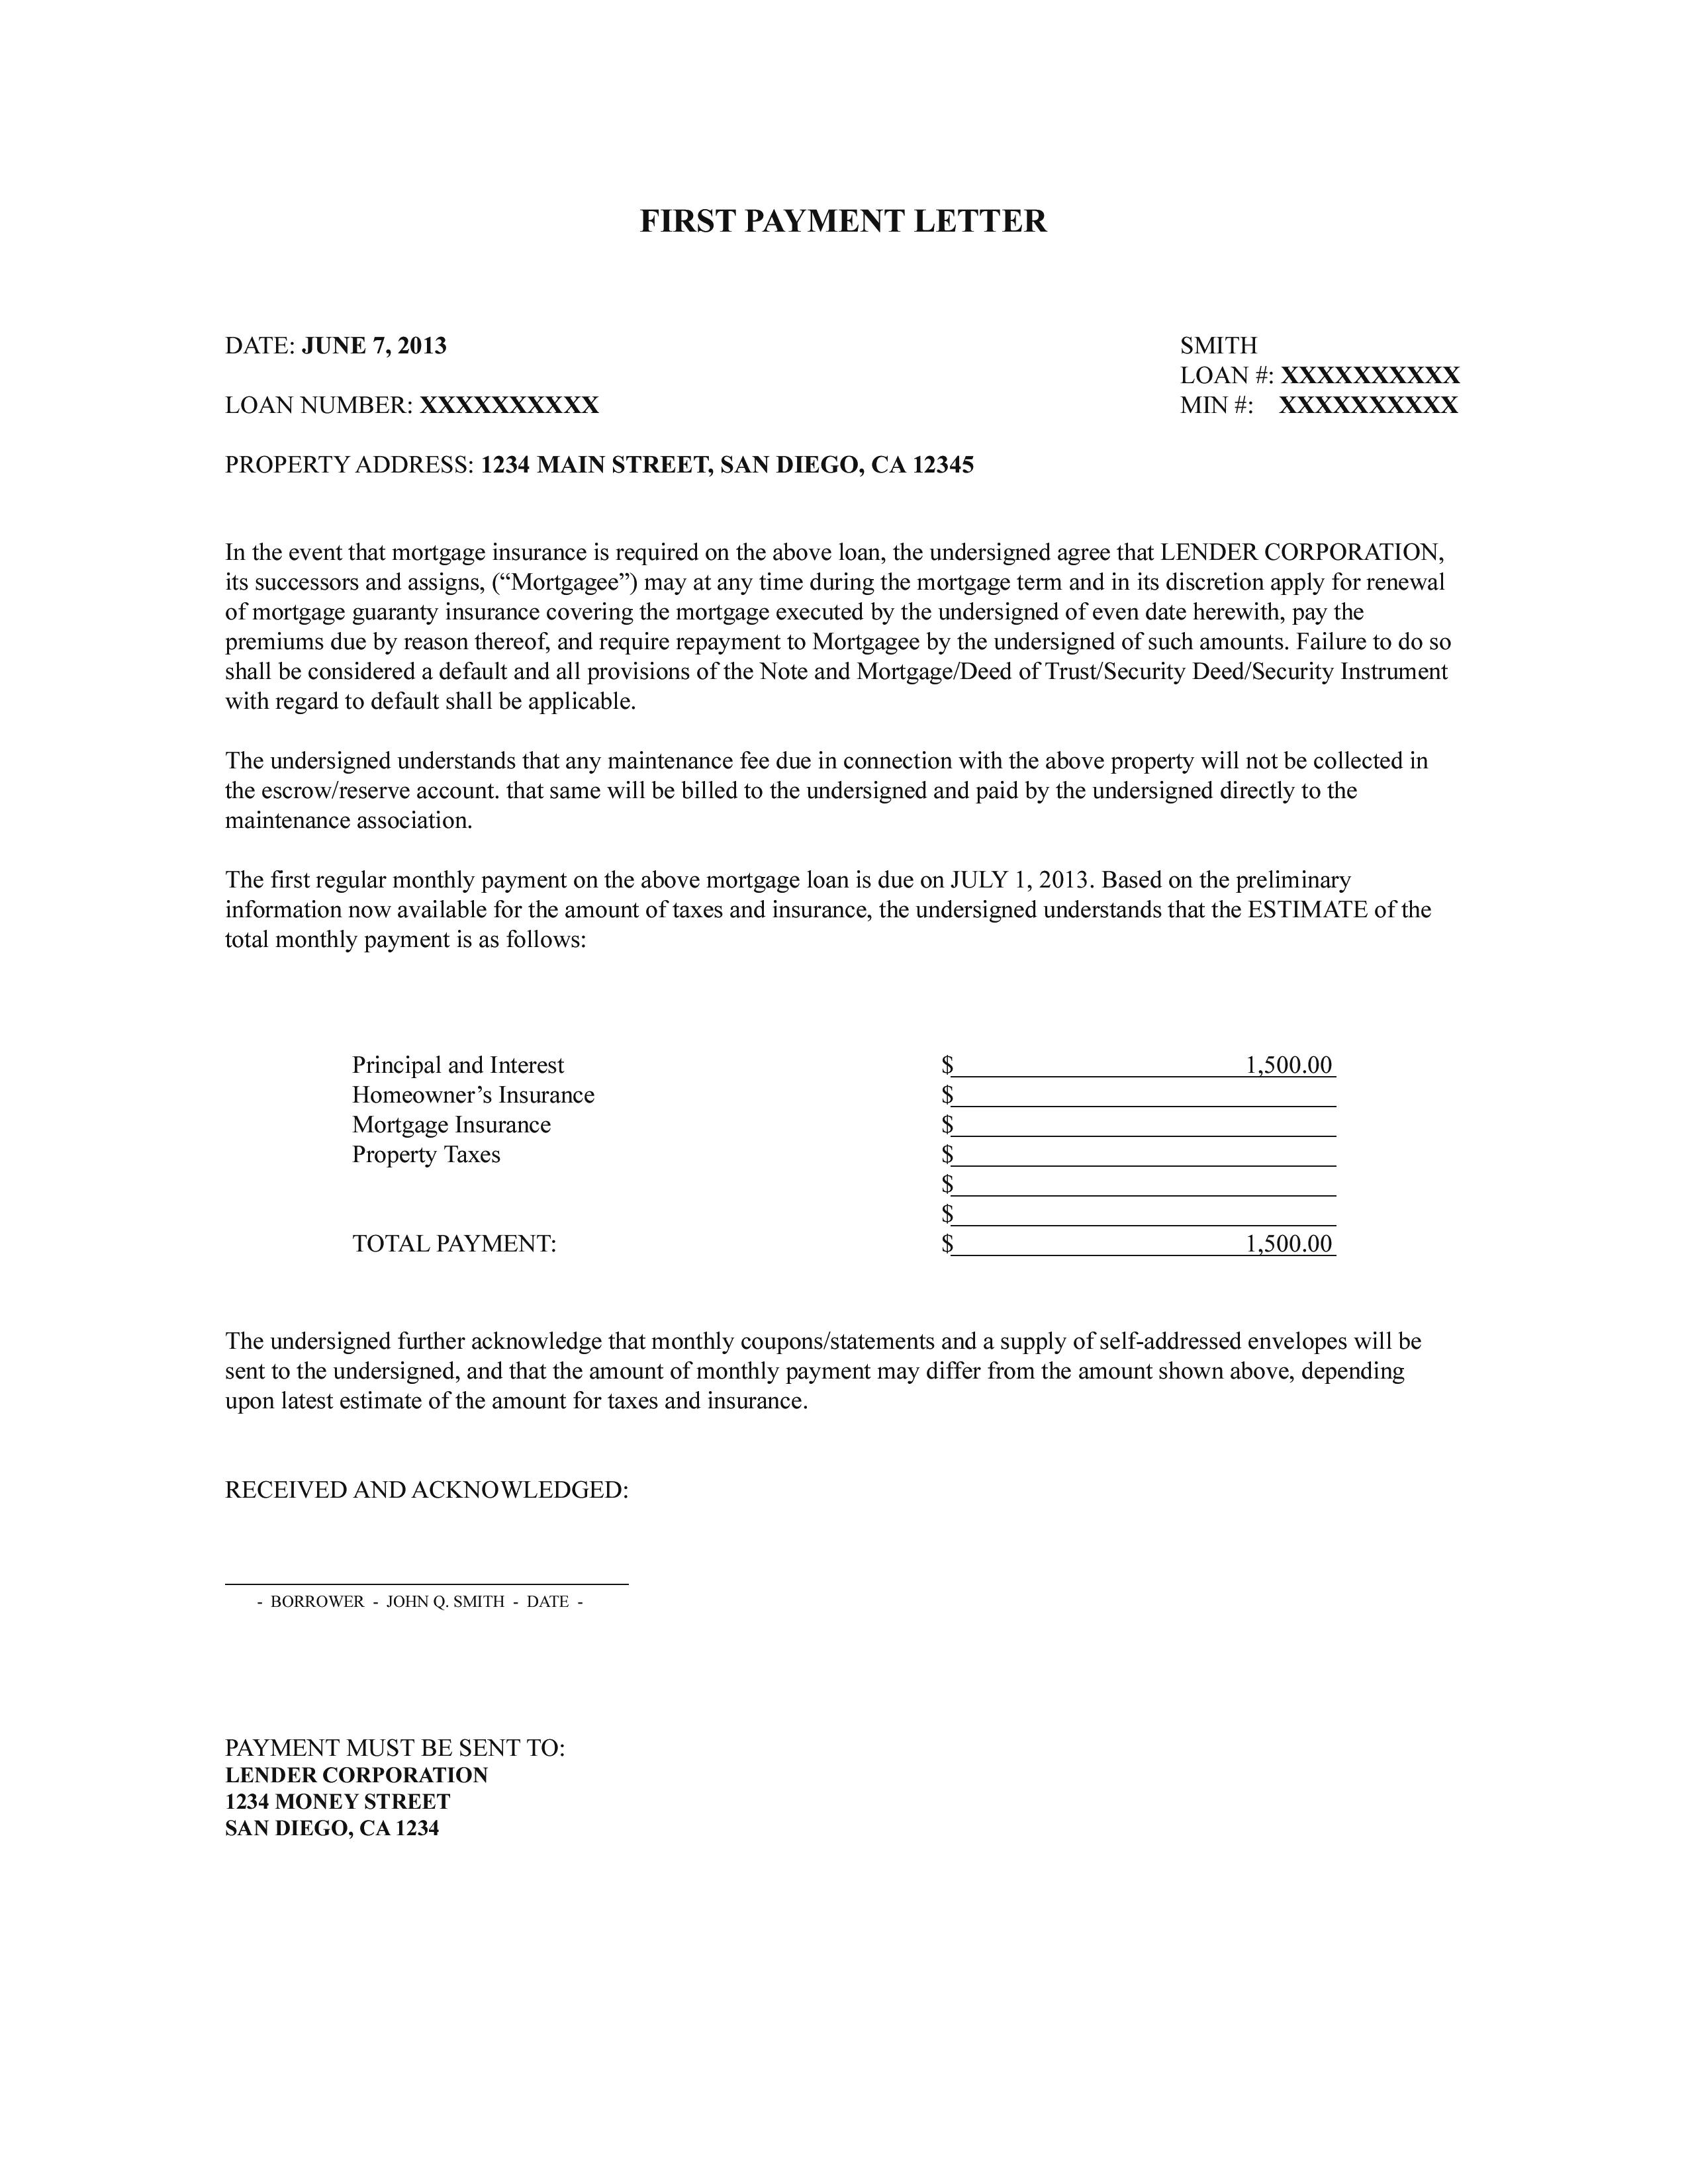 FIRST PAYMENT LETTER
DATE: JUNE 7, 2013
SMITH
LOAN #: XXXXXXXXXX
LOAN NUMBER: XXXXXXXXXX
MIN #: XXXXXXXXXX
PROPERTY ADDRESS: 1234 MAIN STREET, SAN DIEGO, CA 12345
In the event that mortgage insurance is required on the above loan, the undersigned agree that LENDER CORPORATION,
its successors and assigns, (“Mortgagee”) may at any time during the mortgage term and in its discretion apply for renewal
of mortgage guaranty insurance covering the mortgage executed by the undersigned of even date herewith, pay the
premiums due by reason thereof, and require repayment to Mortgagee by the undersigned of such amounts. Failure to do so
shall be considered a default and all provisions of the Note and Mortgage/Deed of Trust/Security Deed/Security Instrument
with regard to default shall be applicable.
The undersigned understands that any maintenance fee due in connection with the above property will not be collected in
the escrow/reserve account. that same will be billed to the undersigned and paid by the undersigned directly to the
maintenance association.
The first regular monthly payment on the above mortgage loan is due on JULY 1, 2013. Based on the preliminary
information now available for the amount of taxes and insurance, the undersigned understands that the ESTIMATE of the
total monthly payment is as follows:
Principal and Interest $ 1,500.00
Homeowner’s Insurance $
Mortgage Insurance $
Property Taxes $
$
$
TOTAL PAYMENT: $ 1,500.00
The undersigned further acknowledge that monthly coupons/statements and a supply of self-addressed envelopes will be
sent to the undersigned, and that the amount of monthly payment may differ from the amount shown above, depending
upon latest estimate of the amount for taxes and insurance.
RECEIVED AND ACKNOWLEDGED:
- BORROWER - JOHN Q. SMITH - DATE -
PAYMENT MUST BE SENT TO:
LENDER CORPORATION
1234 MONEY STREET
SAN DIEGO, CA 1234